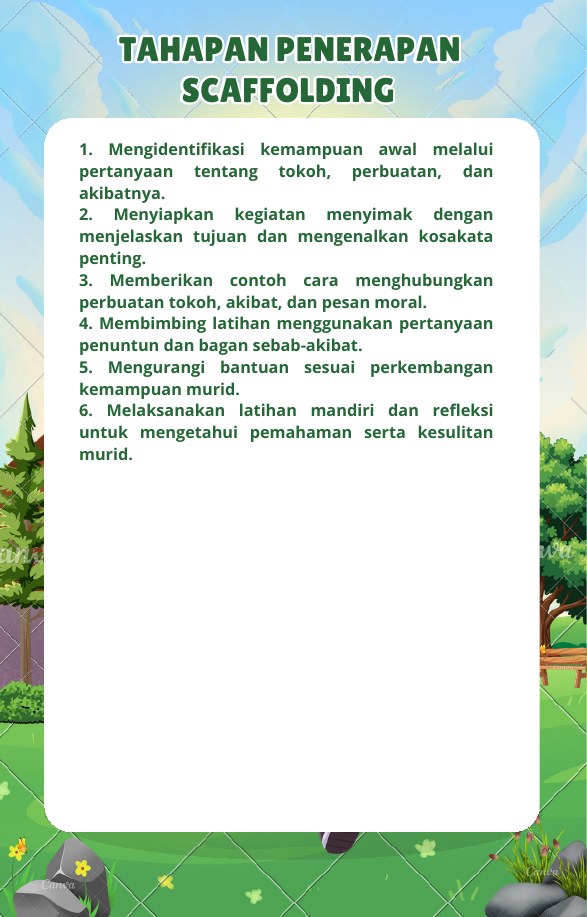 TAHAPAN PENERAPAN
SCAFFOLDING
1. Mengidentifikasi kemampuan awal melalui
pertanyaan tentang tokoh, perbuatan, dan
akibatnya.
2. Menyiapkan kegiatan menyimak dengan
menjelaskan tujuan dan mengenalkan kosakata
penting.
3. Memberikan contoh cara menghubungkan
perbuatan tokoh, akibat, dan pesan moral.
4. Membimbing latihan menggunakan pertanyaan
penuntun dan bagan sebab-akibat.
5. Mengurangi bantuan sesuai perkembangan
kemampuan murid.
6. Melaksanakan latihan mandiri dan refleksi
untuk mengetahui pemahaman serta kesulitan
murid.
Canva
Canva